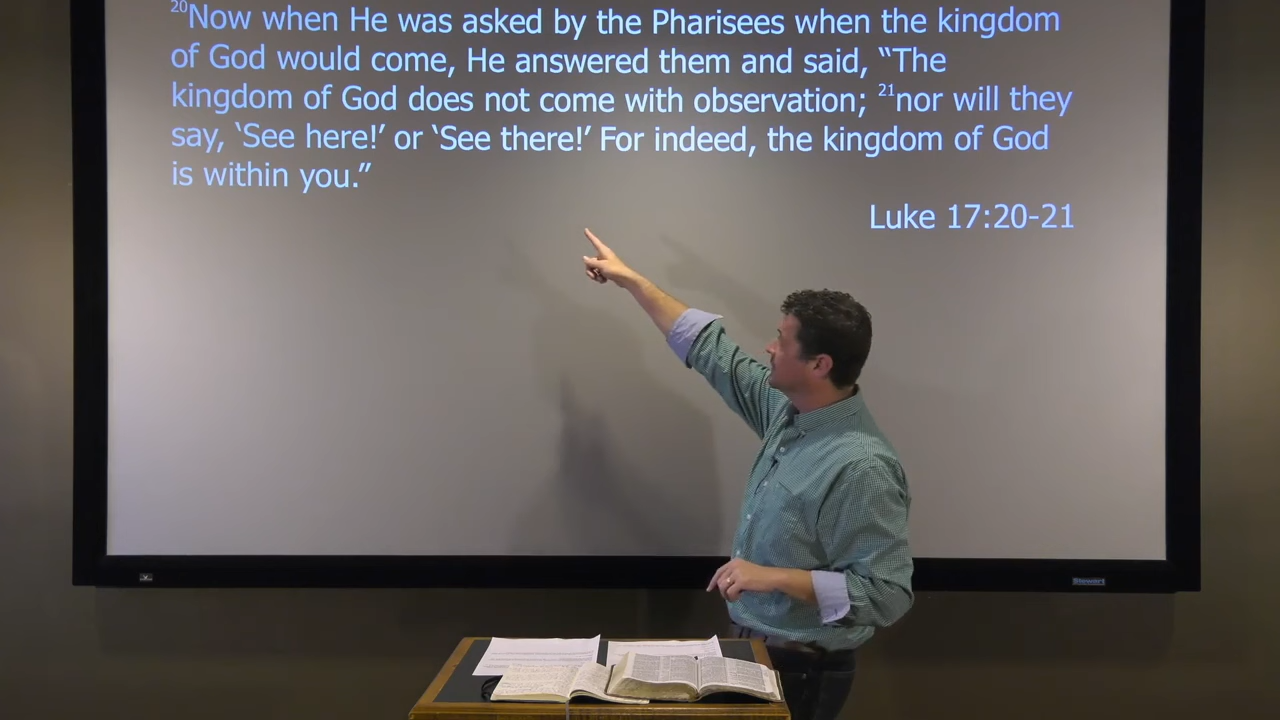 20Now when He was asked by the Pharisees when the kingdom
of God would come, He answered them and said, “The
kingdom of God does not come with observation; 21nor will they
say, ‘See here!’ or ‘See there!’ For indeed, the kingdom of God
is within you.”
Luke 17:20-21
Stewart